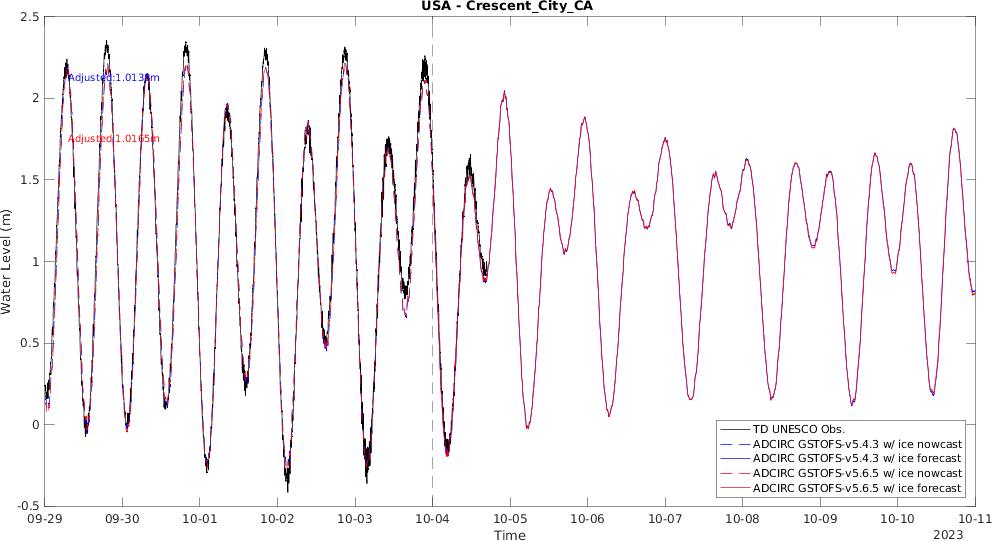 USA - Crescent_City_CA
2.5
2
1.5
1
0.5
0
-0.5
Water Level (m)
Adjusted:1.0165m
09-29 09-30 10-01 10-02 10-03 10-04 10-05 10-06 10-07 10-08 10-09 10-10 10-11
Time
2023
TD UNESCO Obs.
ADCIRC GSTOFS-v5.4.3 w/ ice nowcast
ADCIRC GSTOFS-v5.4.3 w/ ice forecast
ADCIRC GSTOFS-v5.6.5 w/ ice nowcast
ADCIRC GSTOFS-v5.6.5 w/ ice forecast